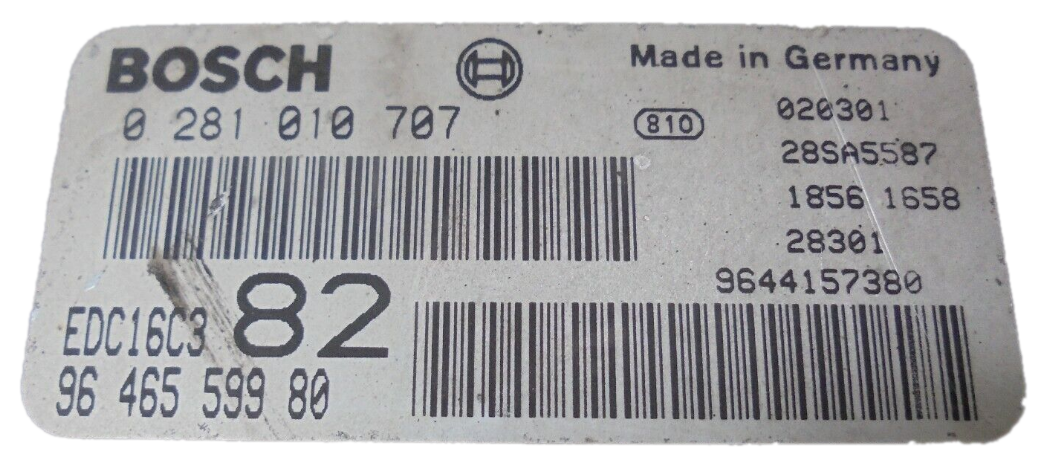 BOSCH
Made in Germany
0 281 010 707
810
020301
28SA5587
1856 1658
28301
9644157380
82
EDC16C3
96 465 599 80